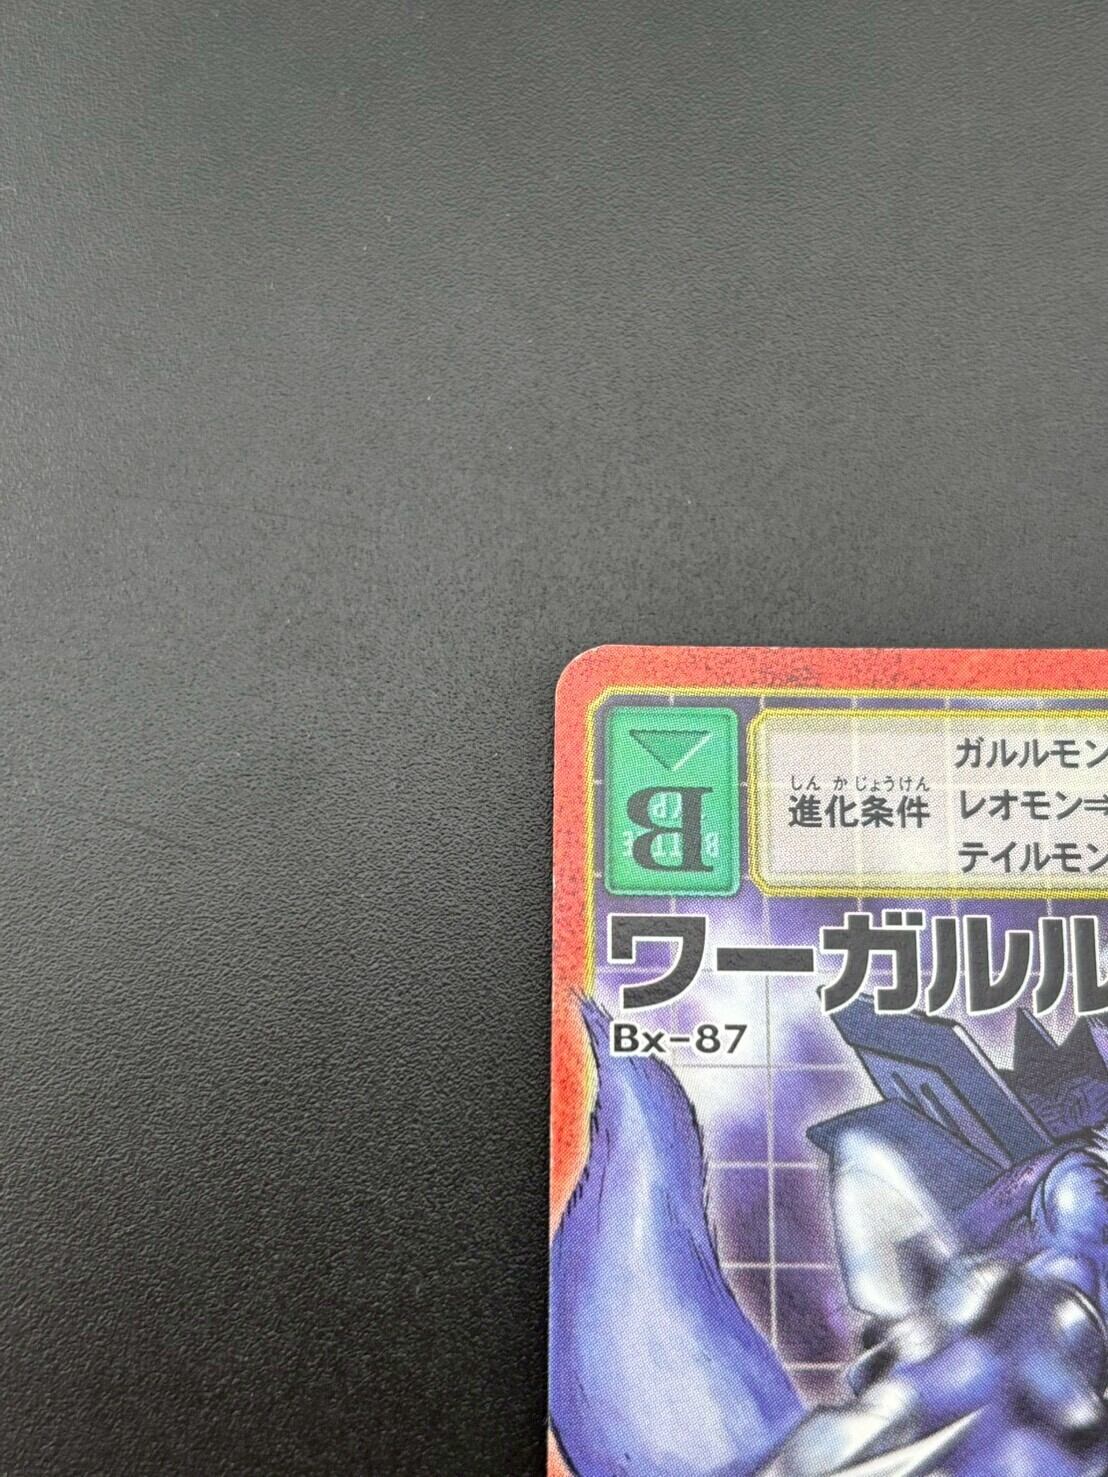 B
ガルルモン
しんかじょうけん
進化条件
レオモン⇒
テイルモン
ワーガルル
Bx-87